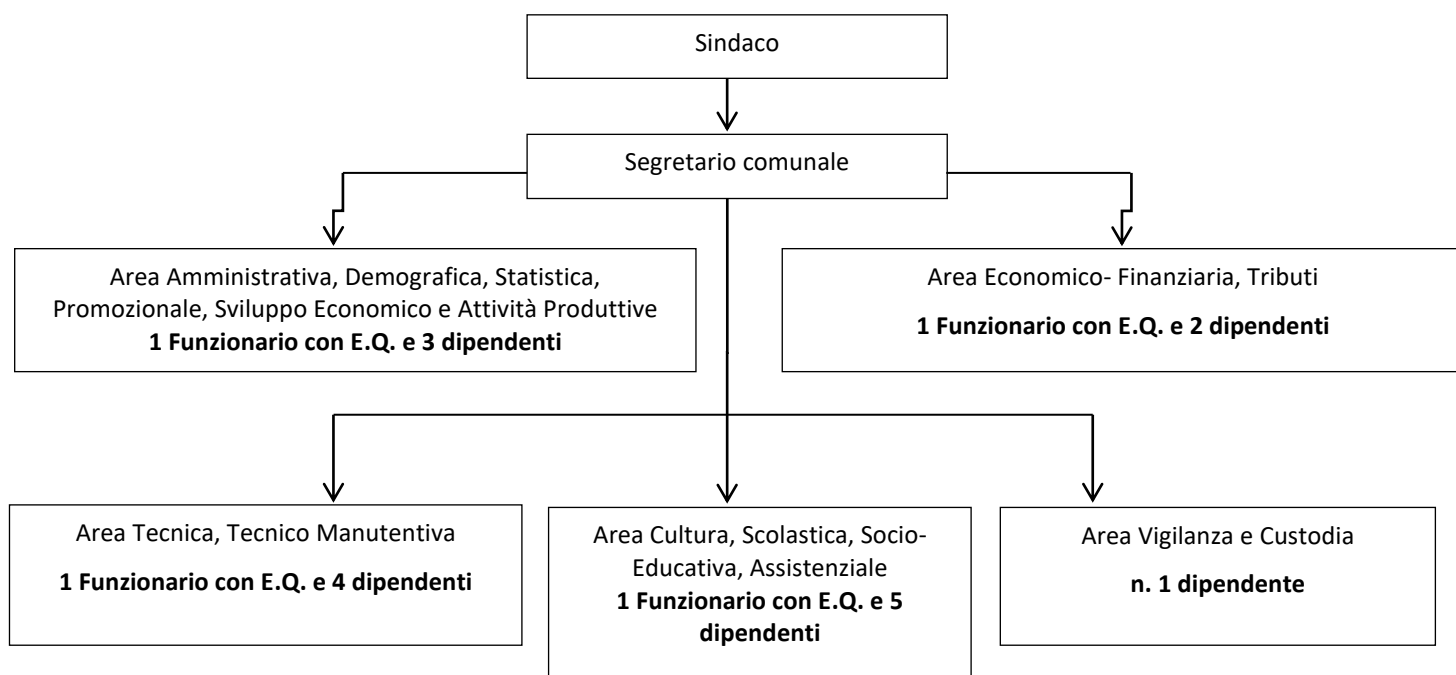 Sindaco
Segretario comunale
Area Amministrativa, Demografica, Statistica,
Promozionale, Sviluppo Economico e Attività Produttive
1 Funzionario con E.Q. e 3 dipendenti
Area Economico- Finanziaria, Tributi
1 Funzionario con E.Q. e 2 dipendenti
Area Tecnica, Tecnico Manutentiva
1 Funzionario con E.Q. e 4 dipendenti
Area Cultura, Scolastica, Socio-
Educativa, Assistenziale
1 Funzionario con E.Q. e 5
dipendenti
Area Vigilanza e Custodia
n. 1 dipendente